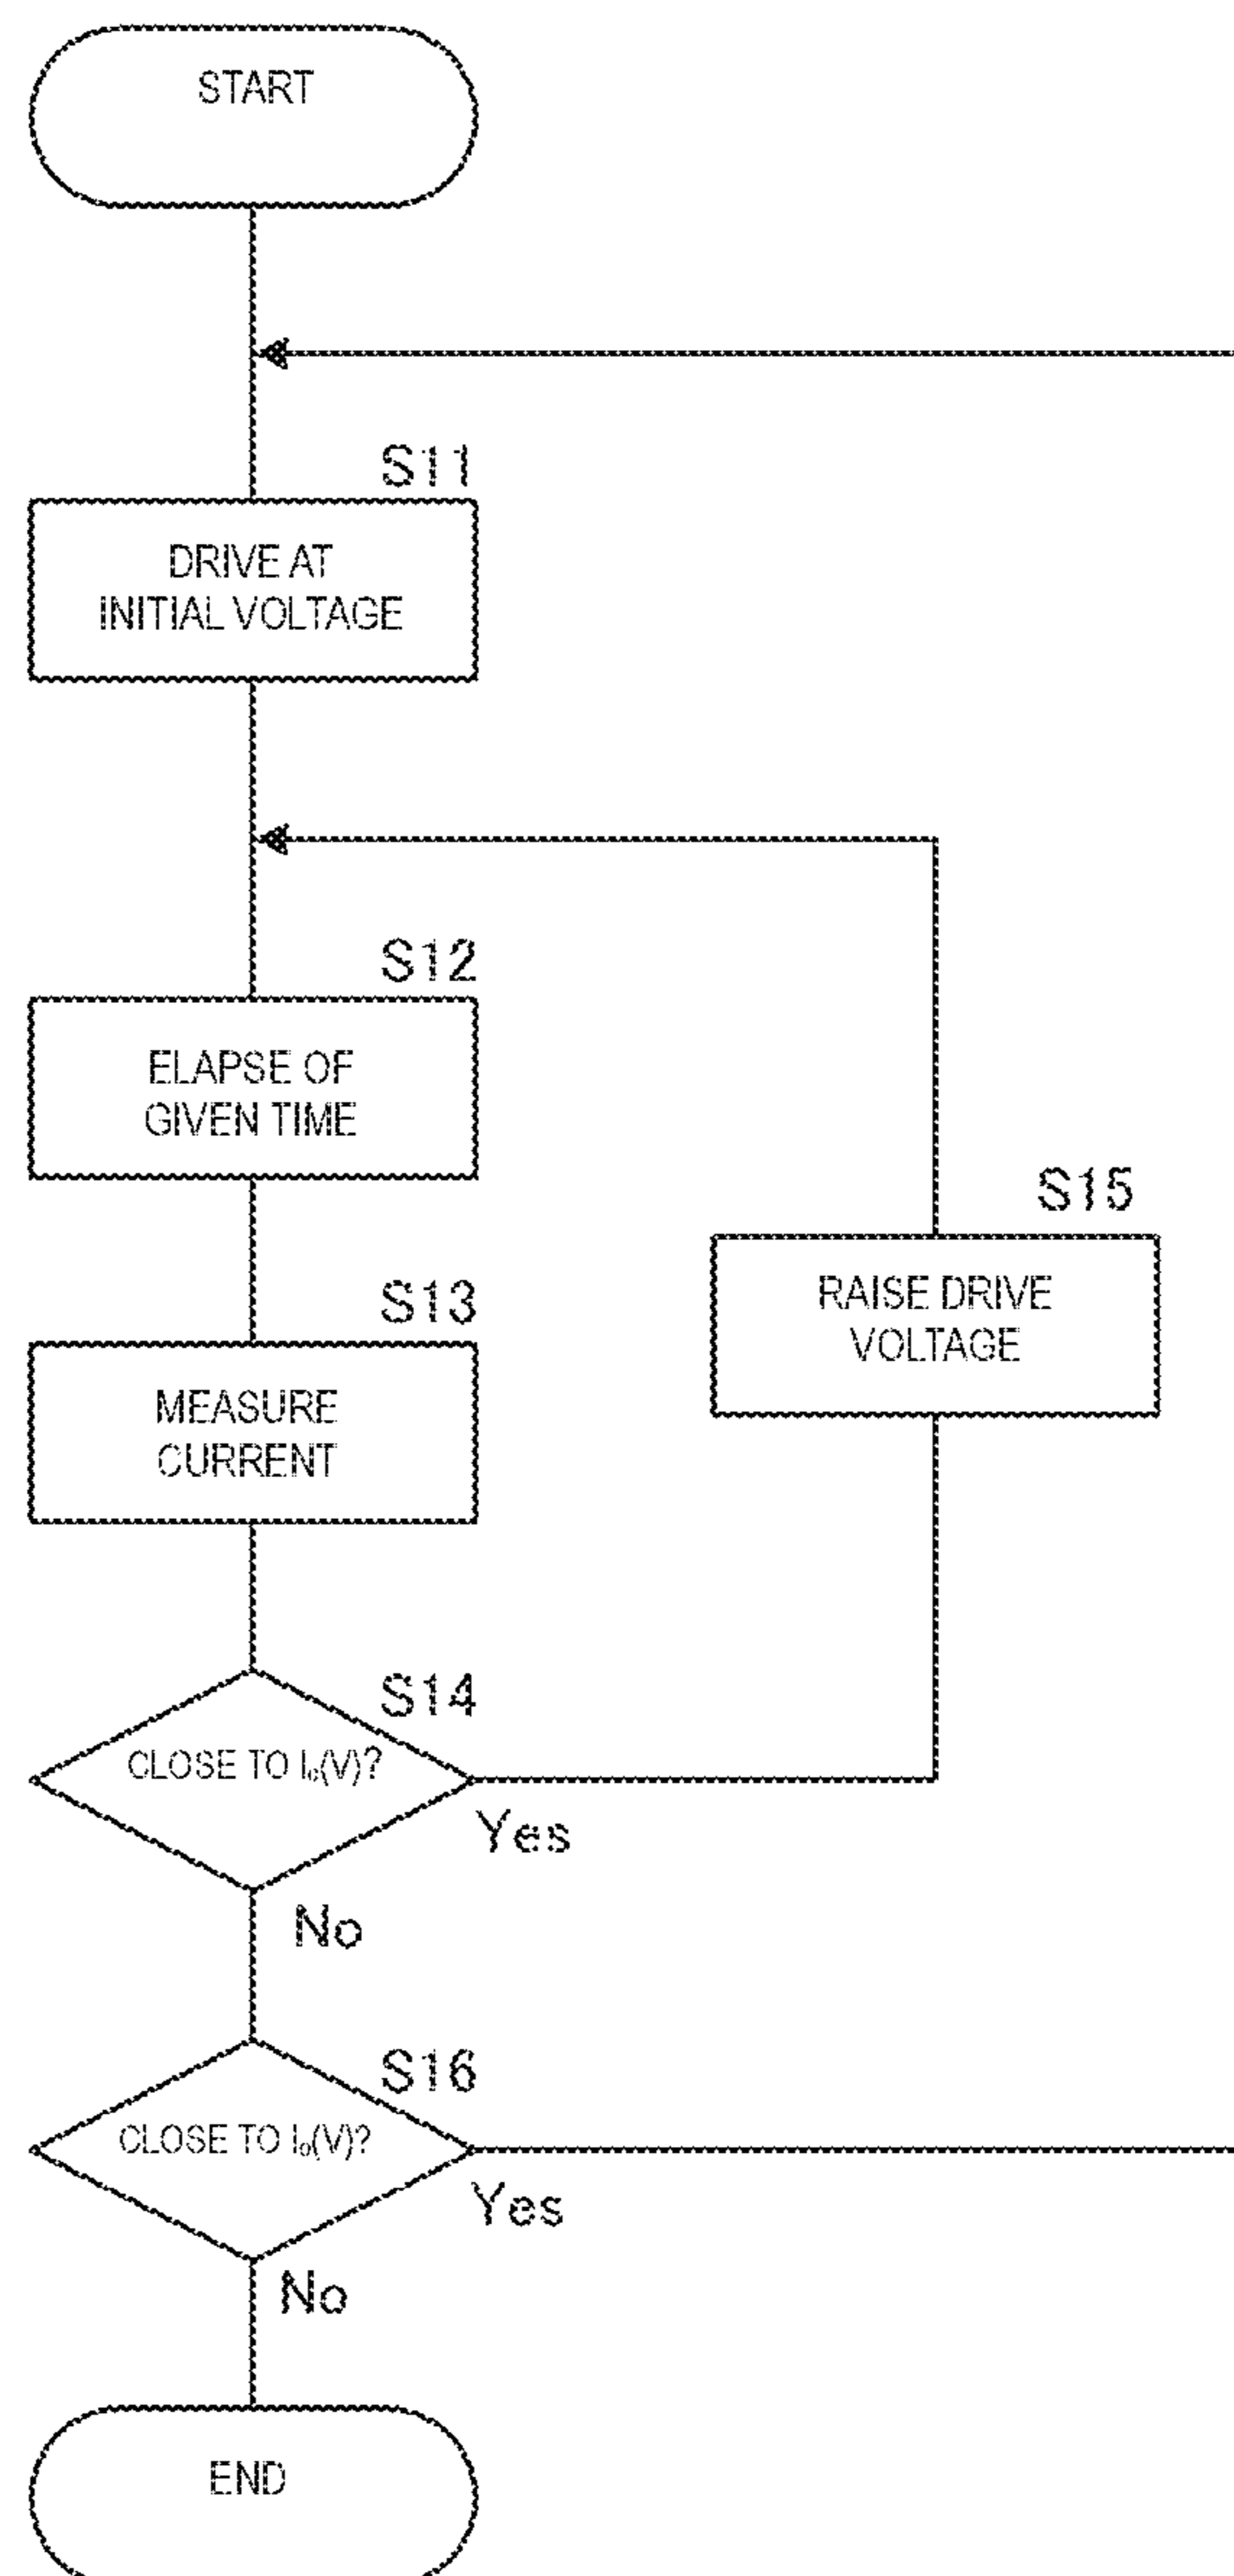 START
S11
DRIVE AT
INITIAL VOLTAGE
S12
ELAPSE OF
GIVEN TIME
S15
RAISE DRIVE
VOLTAGE
S13
MEASURE
CURRENT
S14
CLOSE TO Ic(V)?
Yes
No
S16
CLOSE TO I₀(V)?
Yes
No
END